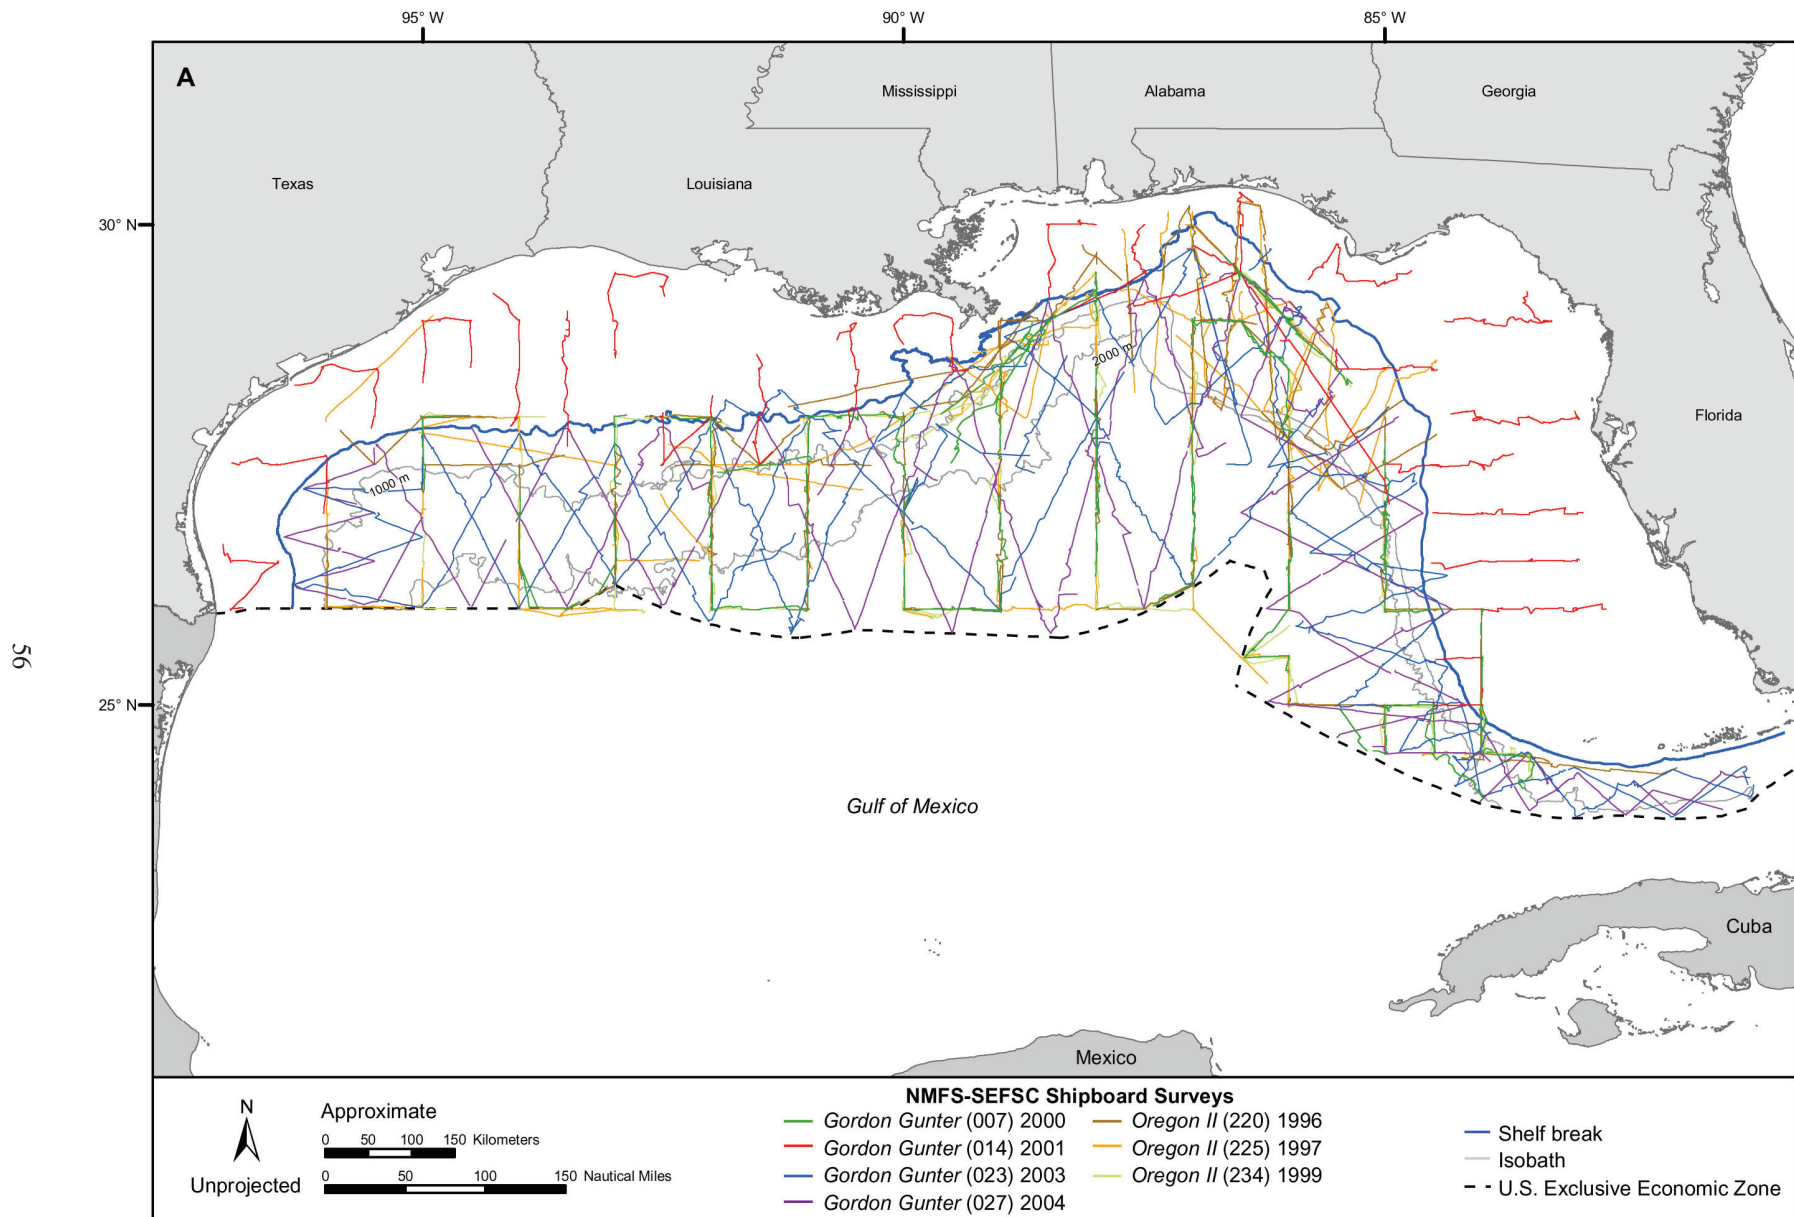 95° W 90° W 85° W
A
Mississippi Alabama Georgia
Texas Louisiana
30° N
2000 m
Florida
1000 m
56
25° N
Gulf of Mexico
Cuba
Mexico
NMFS-SEFSC Shipboard Surveys
N
Approximate
0 50 100 150 Kilometers
0 50 100 150 Nautical Miles
Unprojected
Gordon Gunter (007) 2000
Gordon Gunter (014) 2001
Gordon Gunter (023) 2003
Gordon Gunter (027) 2004
Oregon II (220) 1996
Oregon II (225) 1997
Oregon II (234) 1999
Shelf break
Isobath
U.S. Exclusive Economic Zone